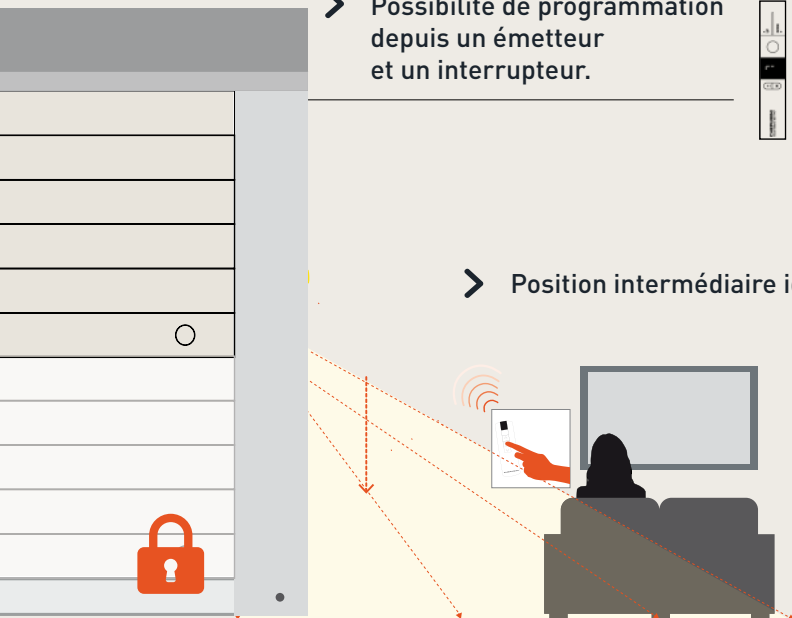 Possibilité de programmation
depuis un émetteur
et un interrupteur.
Position intermédiaire